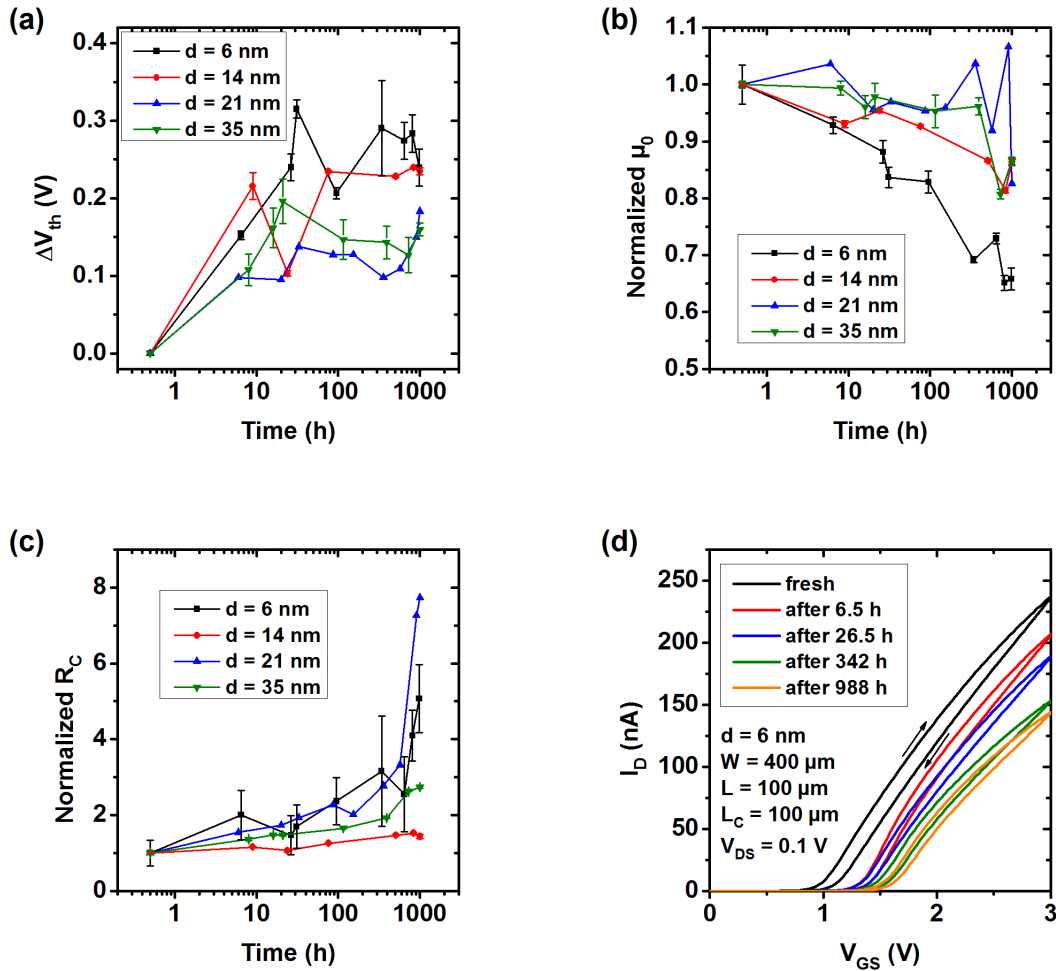 (a)
d = 6 nm
d = 14 nm
d = 21 nm
d = 35 nm
0.4
0.3
0.2
0.1
0.0
ΔV_th (V)
1 10 100 1000
Time (h)
(b)
1.1
1.0
0.9
0.8
0.7
0.6
0.5
Normalized μ_0
d = 6 nm
d = 14 nm
d = 21 nm
d = 35 nm
1 10 100 1000
Time (h)
(c)
8
6
4
2
0
Normalized R_C
d = 6 nm
d = 14 nm
d = 21 nm
d = 35 nm
1 10 100 1000
Time (h)
(d)
250
225
200
175
150
125
100
75
50
25
0
I_D (nA)
fresh
after 6.5 h
after 26.5 h
after 342 h
after 988 h
d = 6 nm
W = 400 μm
L = 100 μm
L_C = 100 μm
V_DS = 0.1 V
0 1 2 3
V_GS (V)